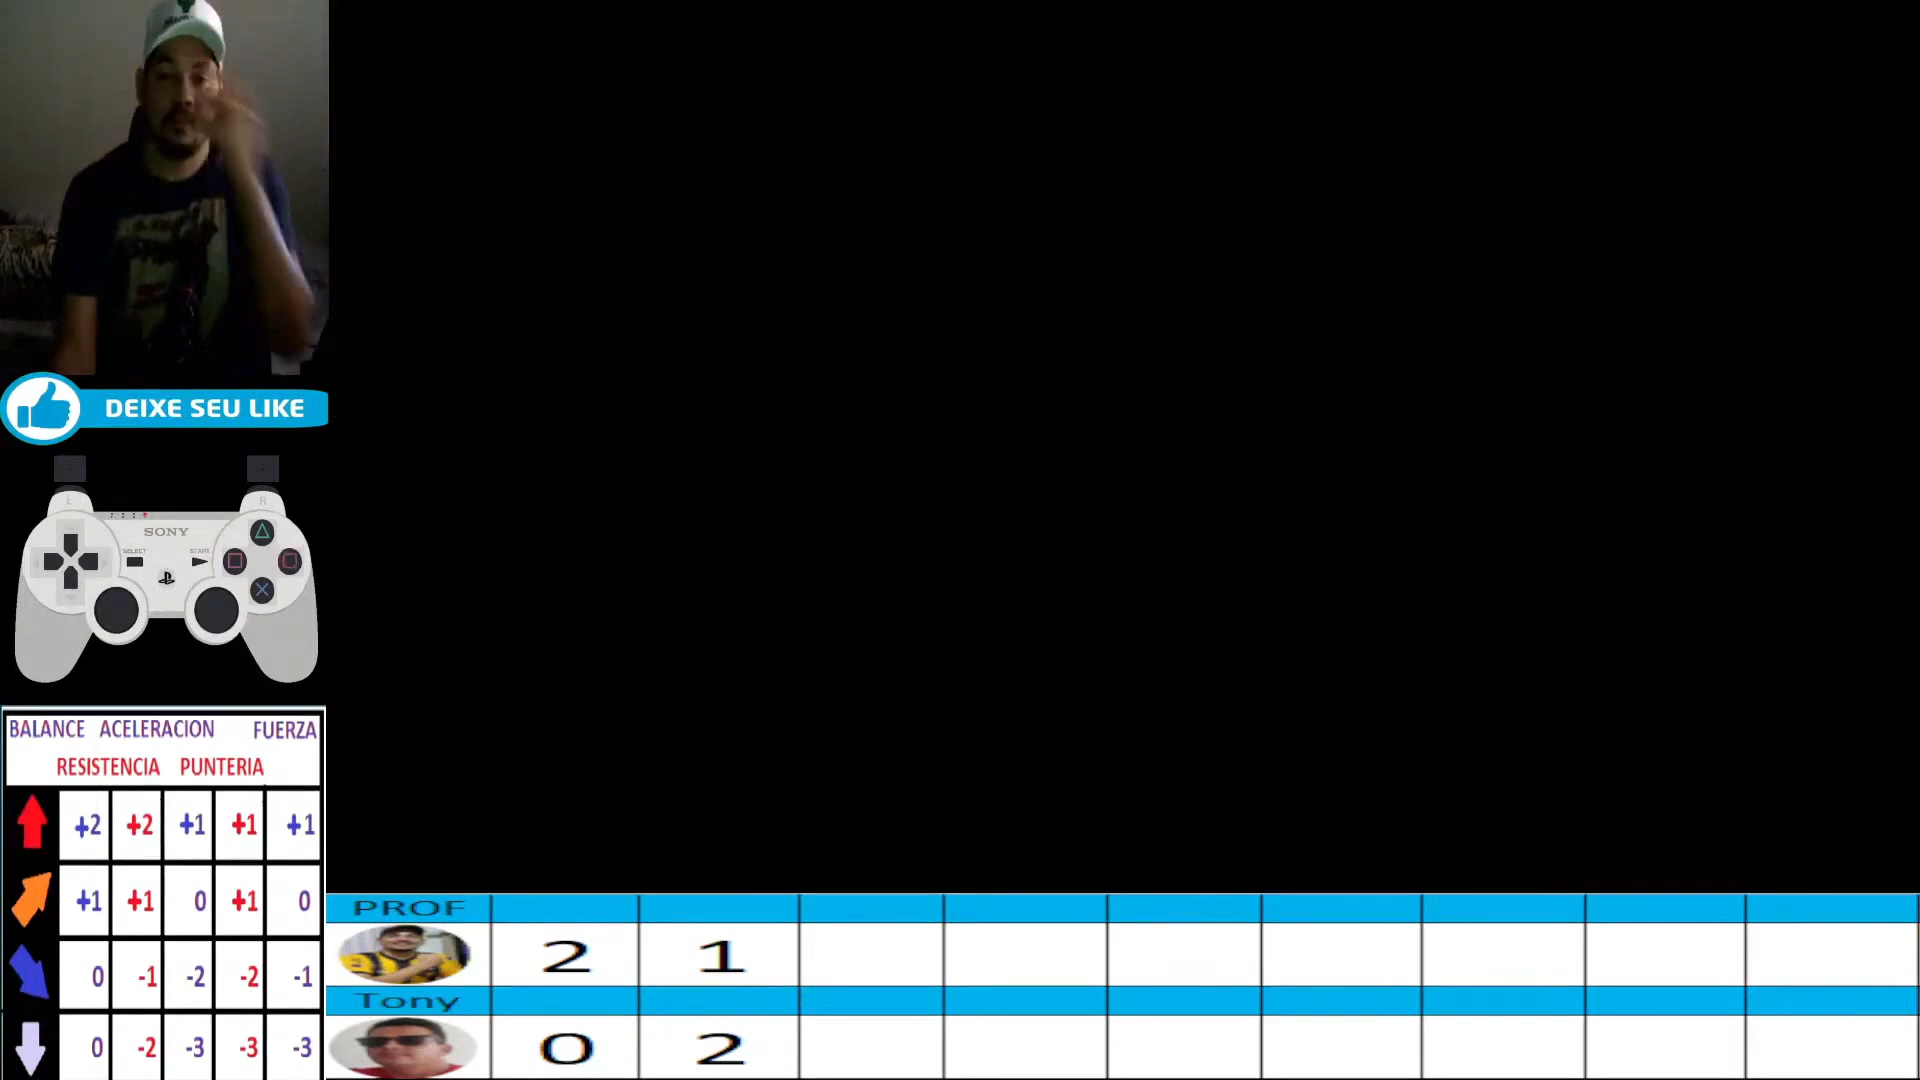 DEIXE SEU LIKE
L R
SONY
SELECT START
BALANCE ACELERACION FUERZA
RESISTENCIA PUNTERIA
+2 +2 +1 +1 +1
+1 +1 0 +1 0
0 -1 -2 -2 -1
0 -2 -3 -3 -3
PROF
2 1
Tony
0 2